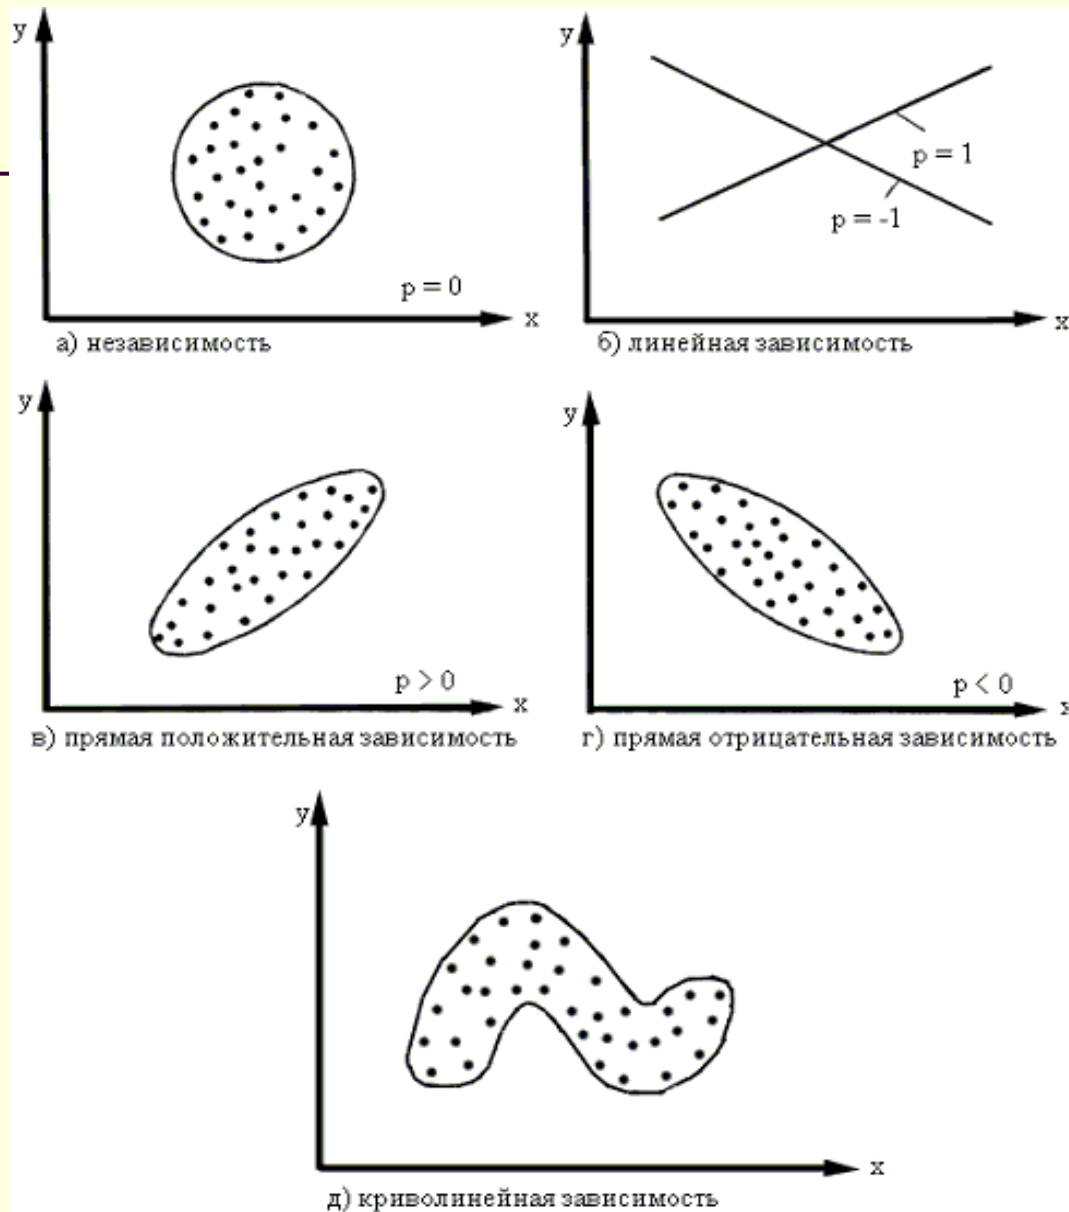 y
y
p = 1
p = -1
p = 0
x
x
а) независимость
б) линейная зависимость
y
y
p > 0
p < 0
x
x
в) прямая положительная зависимость
г) прямая отрицательная зависимость
y
x
д) криволинейная зависимость